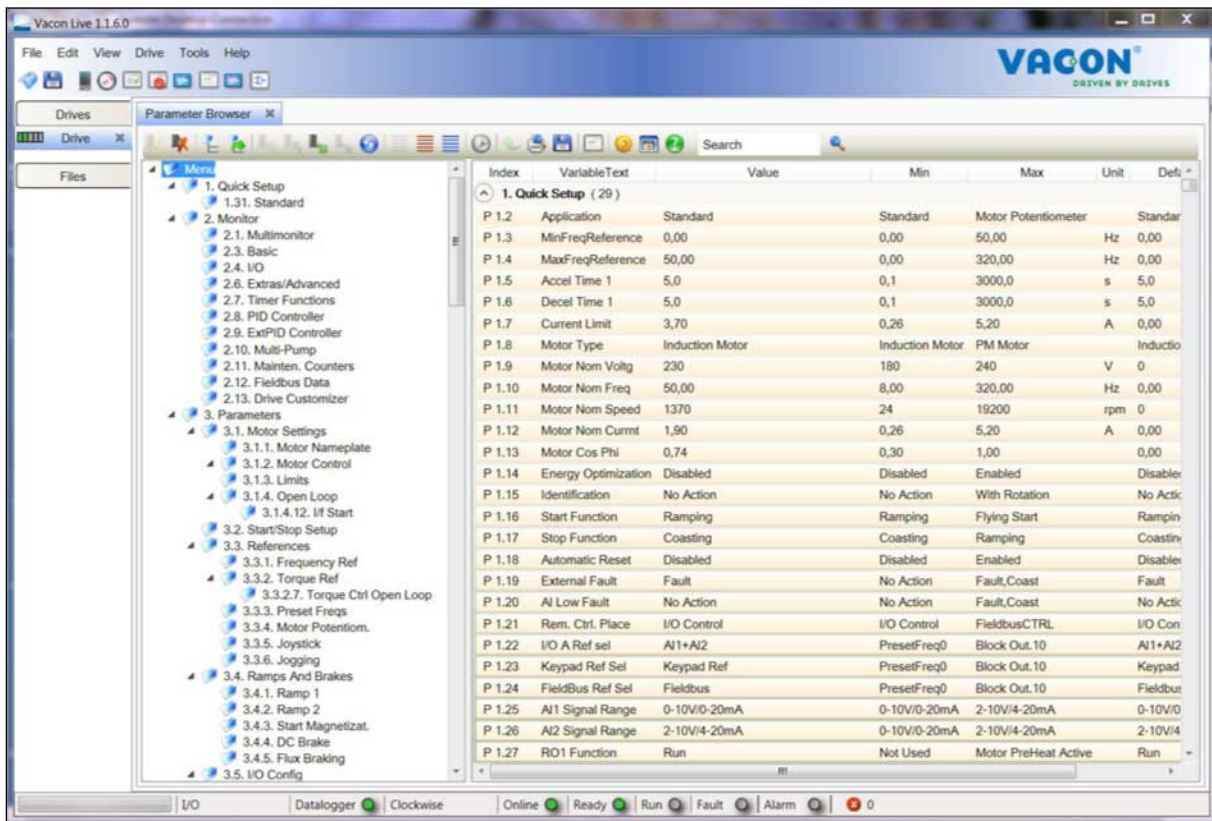 Vacon Live 1.1.6.0
File Edit View Drive Tools Help
VACON®
DRIVEN BY DRIVES
Drives
Drive
Files
Parameter Browser
Search
Menu
1. Quick Setup
1.31. Standard
2. Monitor
2.1. Multimonitor
2.3. Basic
2.4. I/O
2.6. Extras/Advanced
2.7. Timer Functions
2.8. PID Controller
2.9. ExtPID Controller
2.10. Multi-Pump
2.11. Mainten. Counters
2.12. Fieldbus Data
2.13. Drive Customizer
3. Parameters
3.1. Motor Settings
3.1.1. Motor Nameplate
3.1.2. Motor Control
3.1.3. Limits
3.1.4. Open Loop
3.1.4.12. I/f Start
3.2. Start/Stop Setup
3.3. References
3.3.1. Frequency Ref
3.3.2. Torque Ref
3.3.2.7. Torque Ctrl Open Loop
3.3.3. Preset Freqs
3.3.4. Motor Potentiom.
3.3.5. Joystick
3.3.6. Jogging
3.4. Ramps And Brakes
3.4.1. Ramp 1
3.4.2. Ramp 2
3.4.3. Start Magnetizat.
3.4.4. DC Brake
3.4.5. Flux Braking
3.5. I/O Config
Index VariableText Value Min Max Unit Defa
1. Quick Setup ( 29 )
P 1.2 Application Standard Standard Motor Potentiometer Standar
P 1.3 MinFreqReference 0,00 0,00 50,00 Hz 0,00
P 1.4 MaxFreqReference 50,00 0,00 320,00 Hz 0,00
P 1.5 Accel Time 1 5,0 0,1 3000,0 s 5,0
P 1.6 Decel Time 1 5,0 0,1 3000,0 s 5,0
P 1.7 Current Limit 3,70 0,26 5,20 A 0,00
P 1.8 Motor Type Induction Motor Induction Motor PM Motor Inductio
P 1.9 Motor Nom Voltg 230 180 240 V 0
P 1.10 Motor Nom Freq 50,00 8,00 320,00 Hz 0,00
P 1.11 Motor Nom Speed 1370 24 19200 rpm 0
P 1.12 Motor Nom Currnt 1,90 0,26 5,20 A 0,00
P 1.13 Motor Cos Phi 0,74 0,30 1,00 0,00
P 1.14 Energy Optimization Disabled Disabled Enabled Disable
P 1.15 Identification No Action No Action With Rotation No Actic
P 1.16 Start Function Ramping Ramping Flying Start Rampin
P 1.17 Stop Function Coasting Coasting Ramping Coastin
P 1.18 Automatic Reset Disabled Disabled Enabled Disable
P 1.19 External Fault Fault No Action Fault,Coast Fault
P 1.20 AI Low Fault No Action No Action Fault,Coast No Actic
P 1.21 Rem. Ctrl. Place I/O Control I/O Control FieldbusCTRL I/O Con
P 1.22 I/O A Ref sel AI1+AI2 PresetFreq0 Block Out.10 AI1+AI2
P 1.23 Keypad Ref Sel Keypad Ref PresetFreq0 Block Out.10 Keypad
P 1.24 FieldBus Ref Sel Fieldbus PresetFreq0 Block Out.10 Fieldbus
P 1.25 AI1 Signal Range 0-10V/0-20mA 0-10V/0-20mA 2-10V/4-20mA 0-10V/0
P 1.26 AI2 Signal Range 2-10V/4-20mA 0-10V/0-20mA 2-10V/4-20mA 2-10V/4
P 1.27 RO1 Function Run Not Used Motor PreHeat Active Run
I/O Datalogger Clockwise Online Ready Run Fault Alarm 0